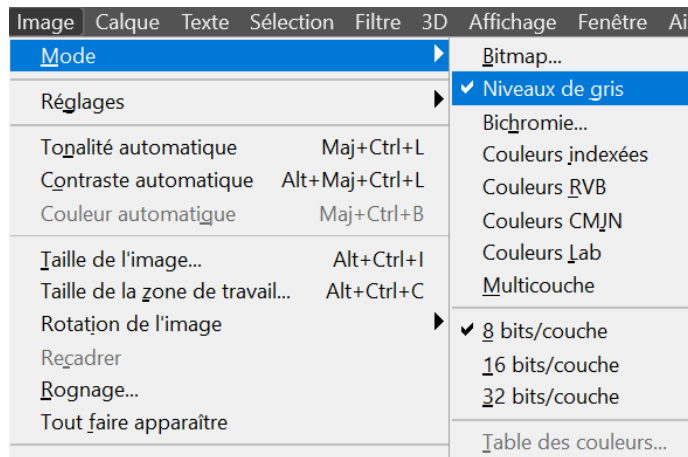 Image Calque Texte Sélection Filtre 3D Affichage Fenêtre Ai
Mode
Réglages
Tonalité automatique Maj+Ctrl+L
Contraste automatique Alt+Maj+Ctrl+L
Couleur automatique Maj+Ctrl+B
Taille de l'image... Alt+Ctrl+I
Taille de la zone de travail... Alt+Ctrl+C
Rotation de l'image
Recadrer
Rognage...
Tout faire apparaître
Bitmap...
Niveaux de gris
Bichromie...
Couleurs indexées
Couleurs RVB
Couleurs CMJN
Couleurs Lab
Multicouche
8 bits/couche
16 bits/couche
32 bits/couche
Table des couleurs...